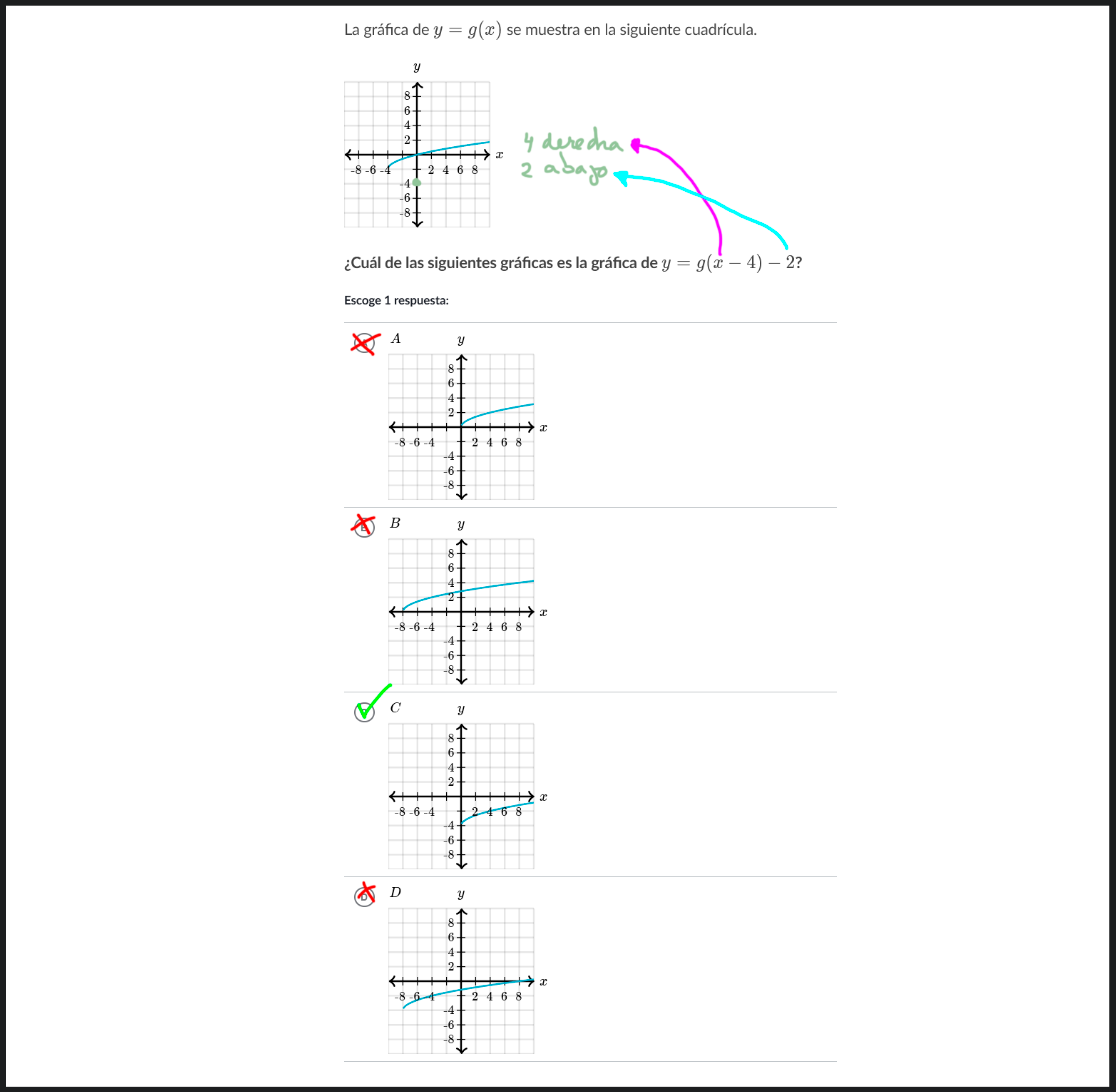 La gráfica de y = g(x) se muestra en la siguiente cuadrícula.
y
8
6
4
2
x
-8 -6 -4 2 4 6 8
-4
-6
-8
4 derecha
2 abajo
¿Cuál de las siguientes gráficas es la gráfica de y = g(x − 4) − 2?
Escoge 1 respuesta:
A
y
8
6
4
2
x
-8 -6 -4 2 4 6 8
-4
-6
-8
B
y
8
6
4
2
x
-8 -6 -4 2 4 6 8
-4
-6
-8
C
y
8
6
4
2
x
-8 -6 -4 2 4 6 8
-4
-6
-8
D
y
8
6
4
2
x
-8 -6 -4 2 4 6 8
-4
-6
-8